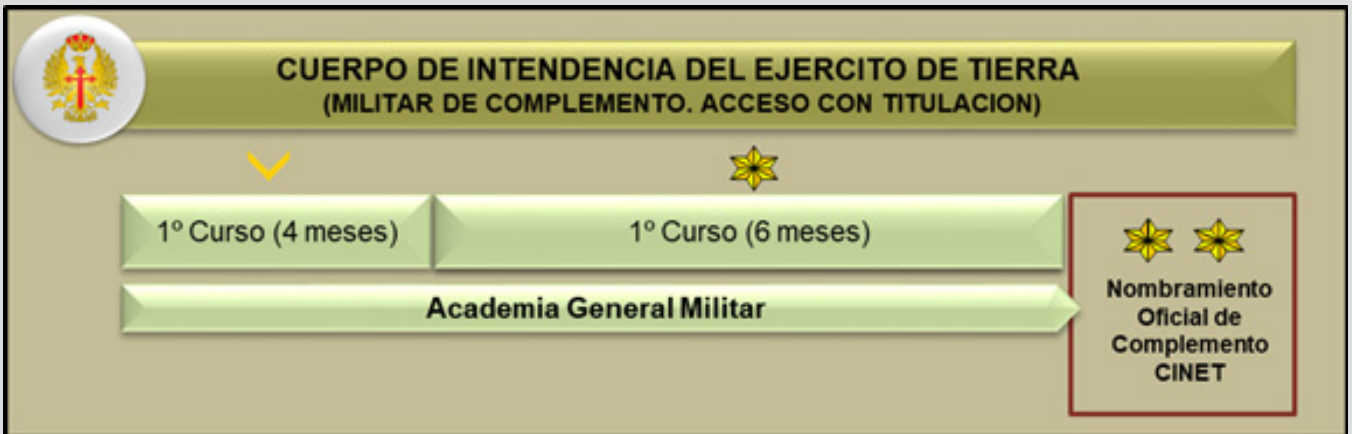 CUERPO DE INTENDENCIA DEL EJERCITO DE TIERRA
(MILITAR DE COMPLEMENTO. ACCESO CON TITULACION)
1º Curso (4 meses)
1º Curso (6 meses)
Academia General Militar
Nombramiento
Oficial de
Complemento
CINET